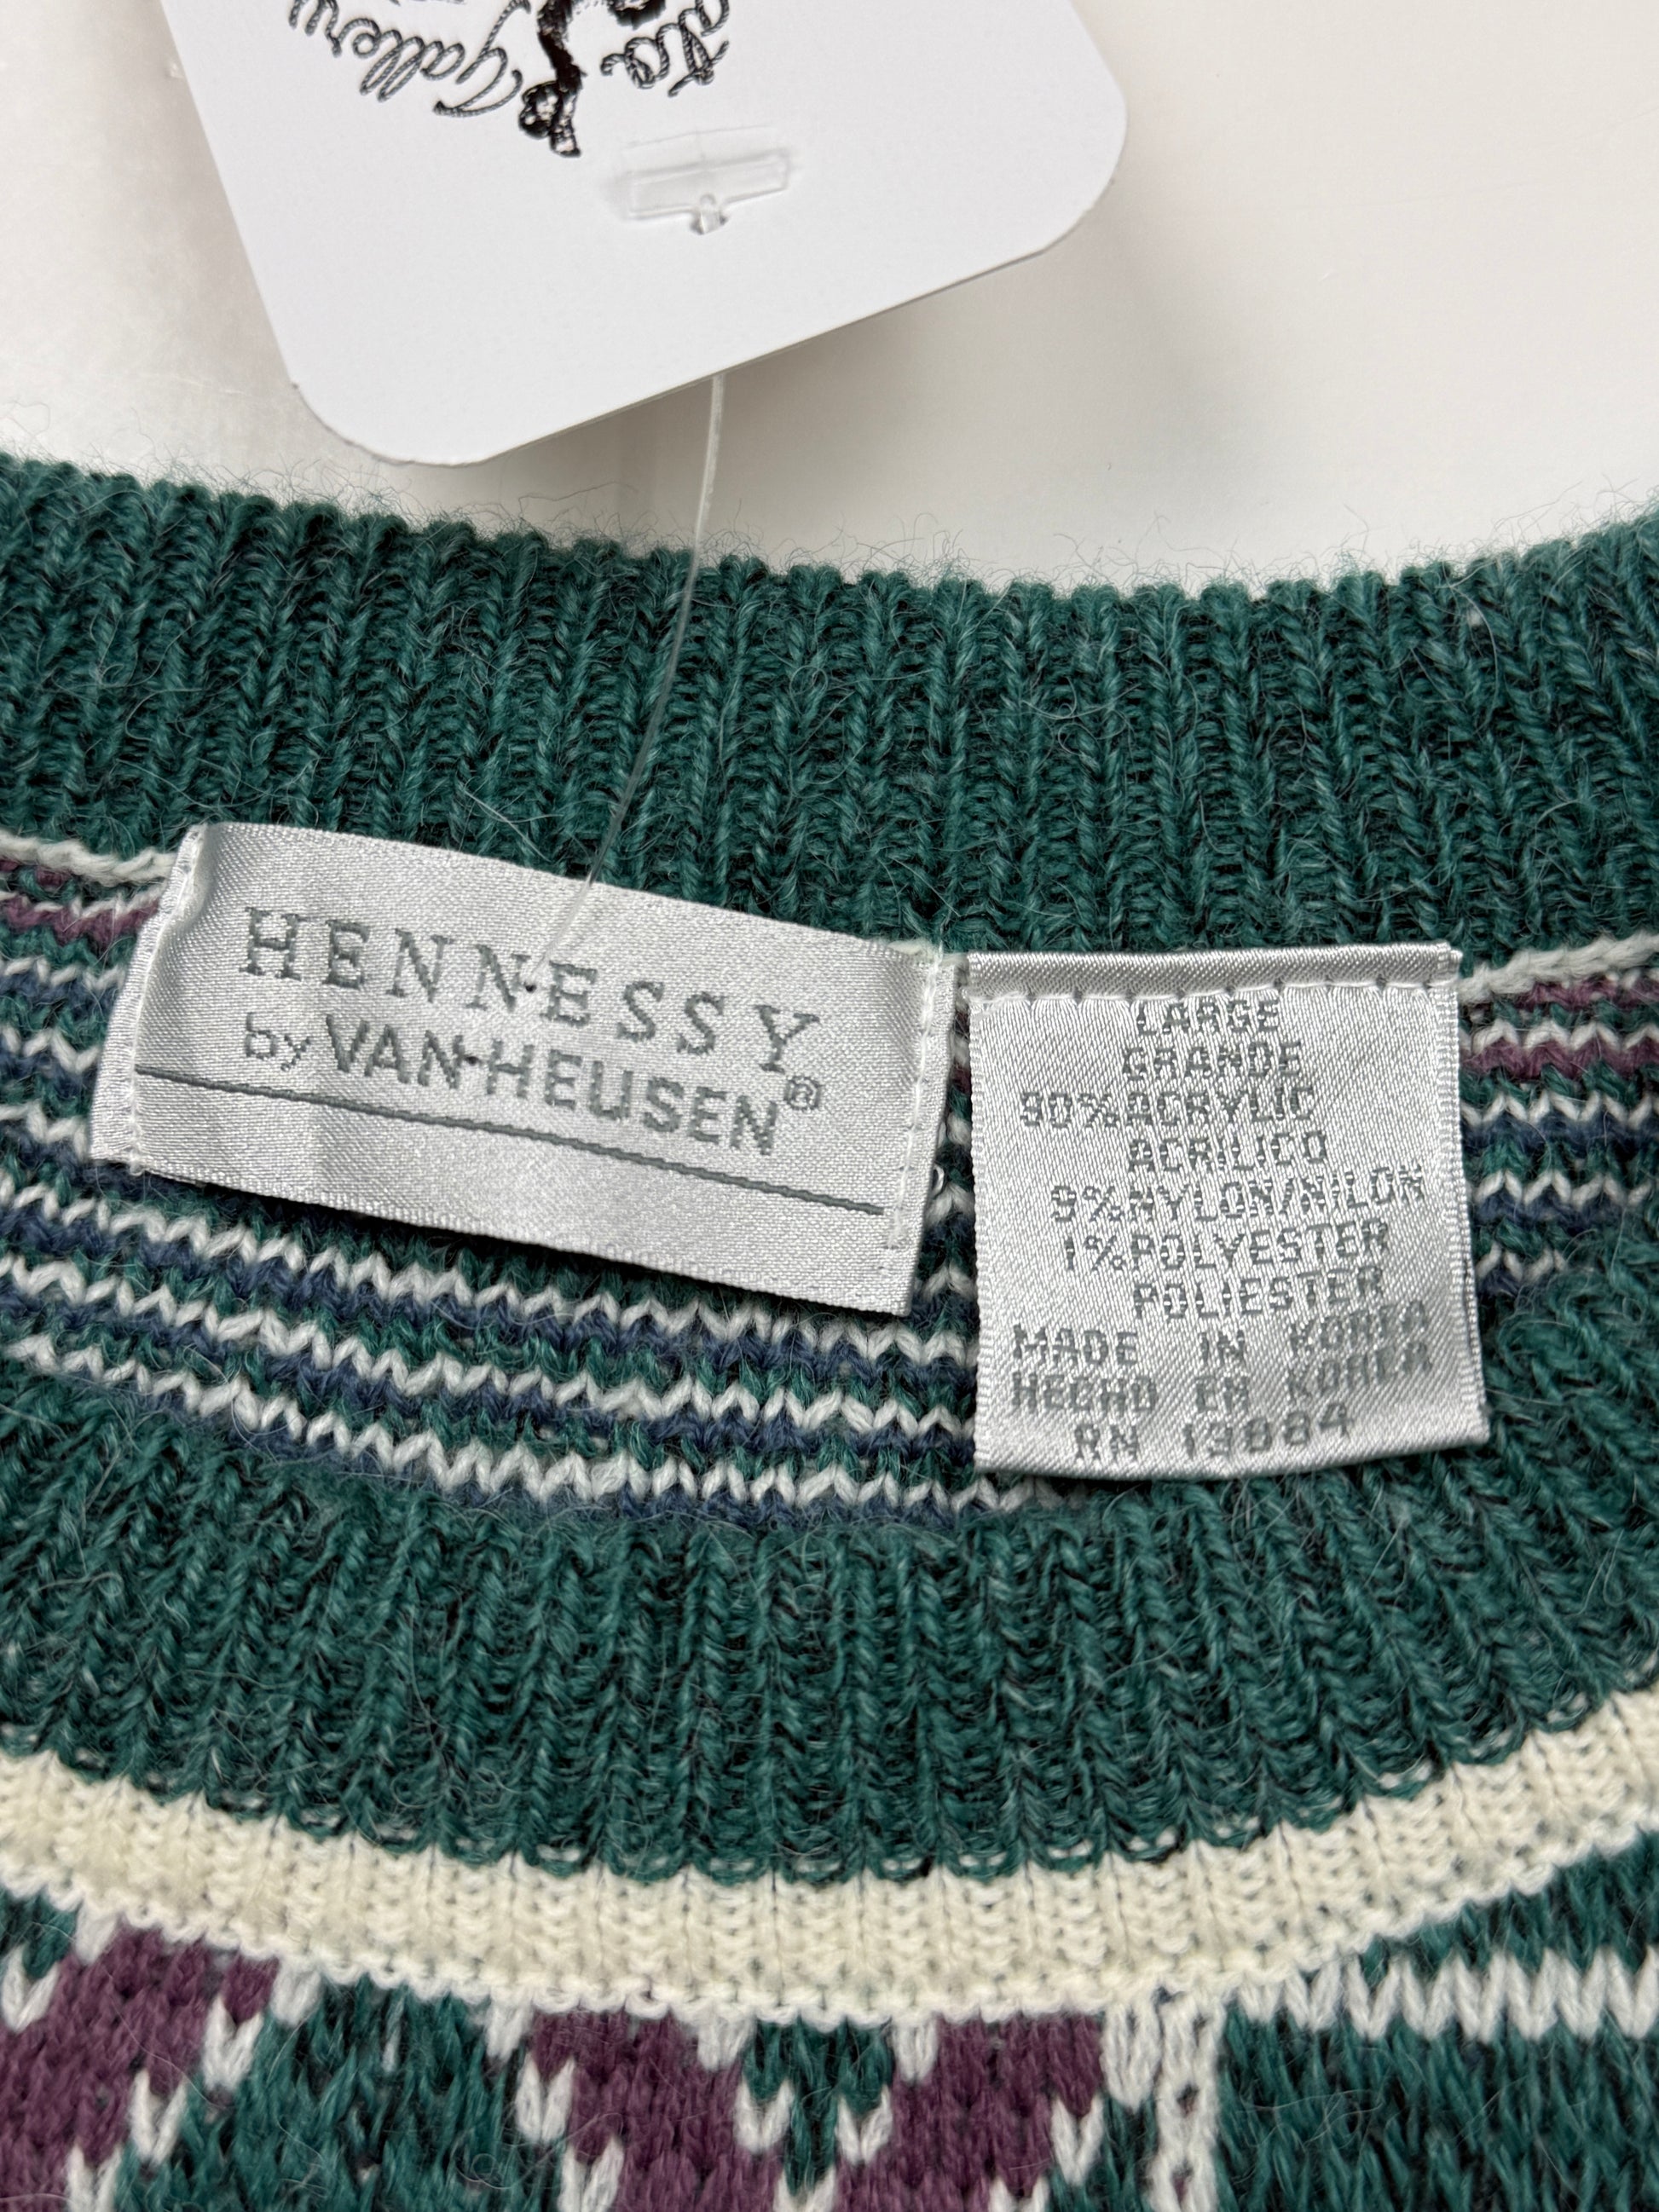 Gallery
HENNESSY
by VAN HEUSEN®
LARGE
GRANDE
90% ACRYLIC
ACRILICO
9% NYLON/NILON
1% POLYESTER
POLIESTER
MADE IN KOREA
HECHO EN KOREA
RN